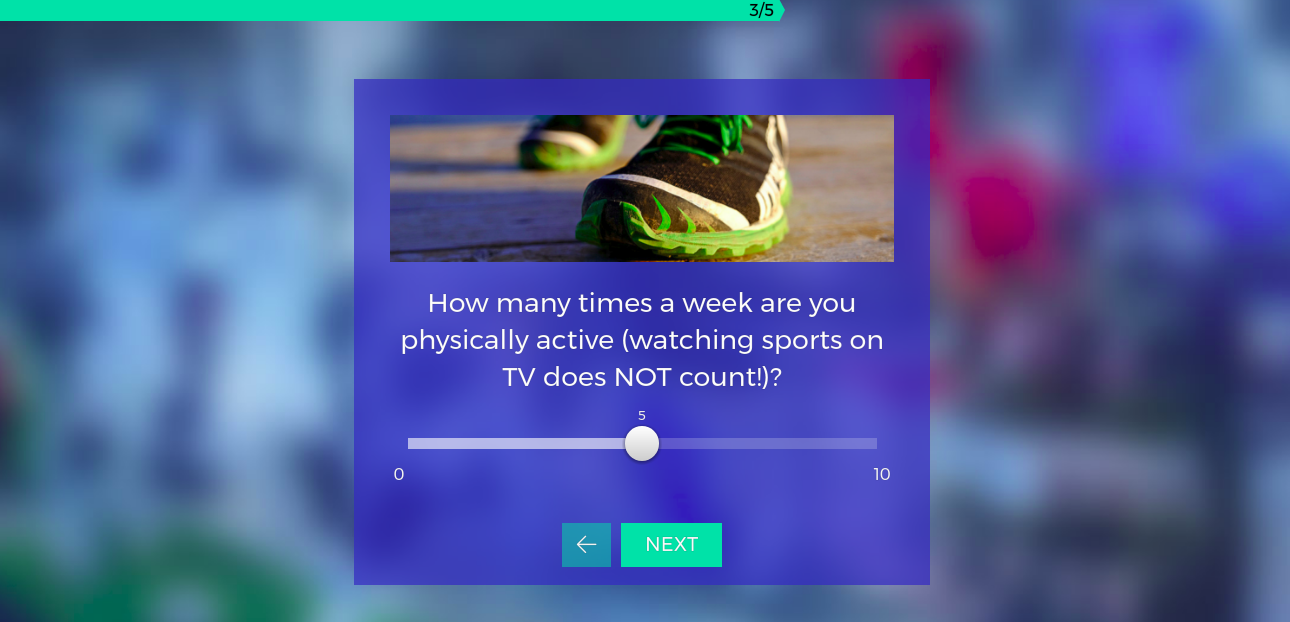 3/5
How many times a week are you
physically active (watching sports on
TV does NOT count!)?
5
0 10
NEXT